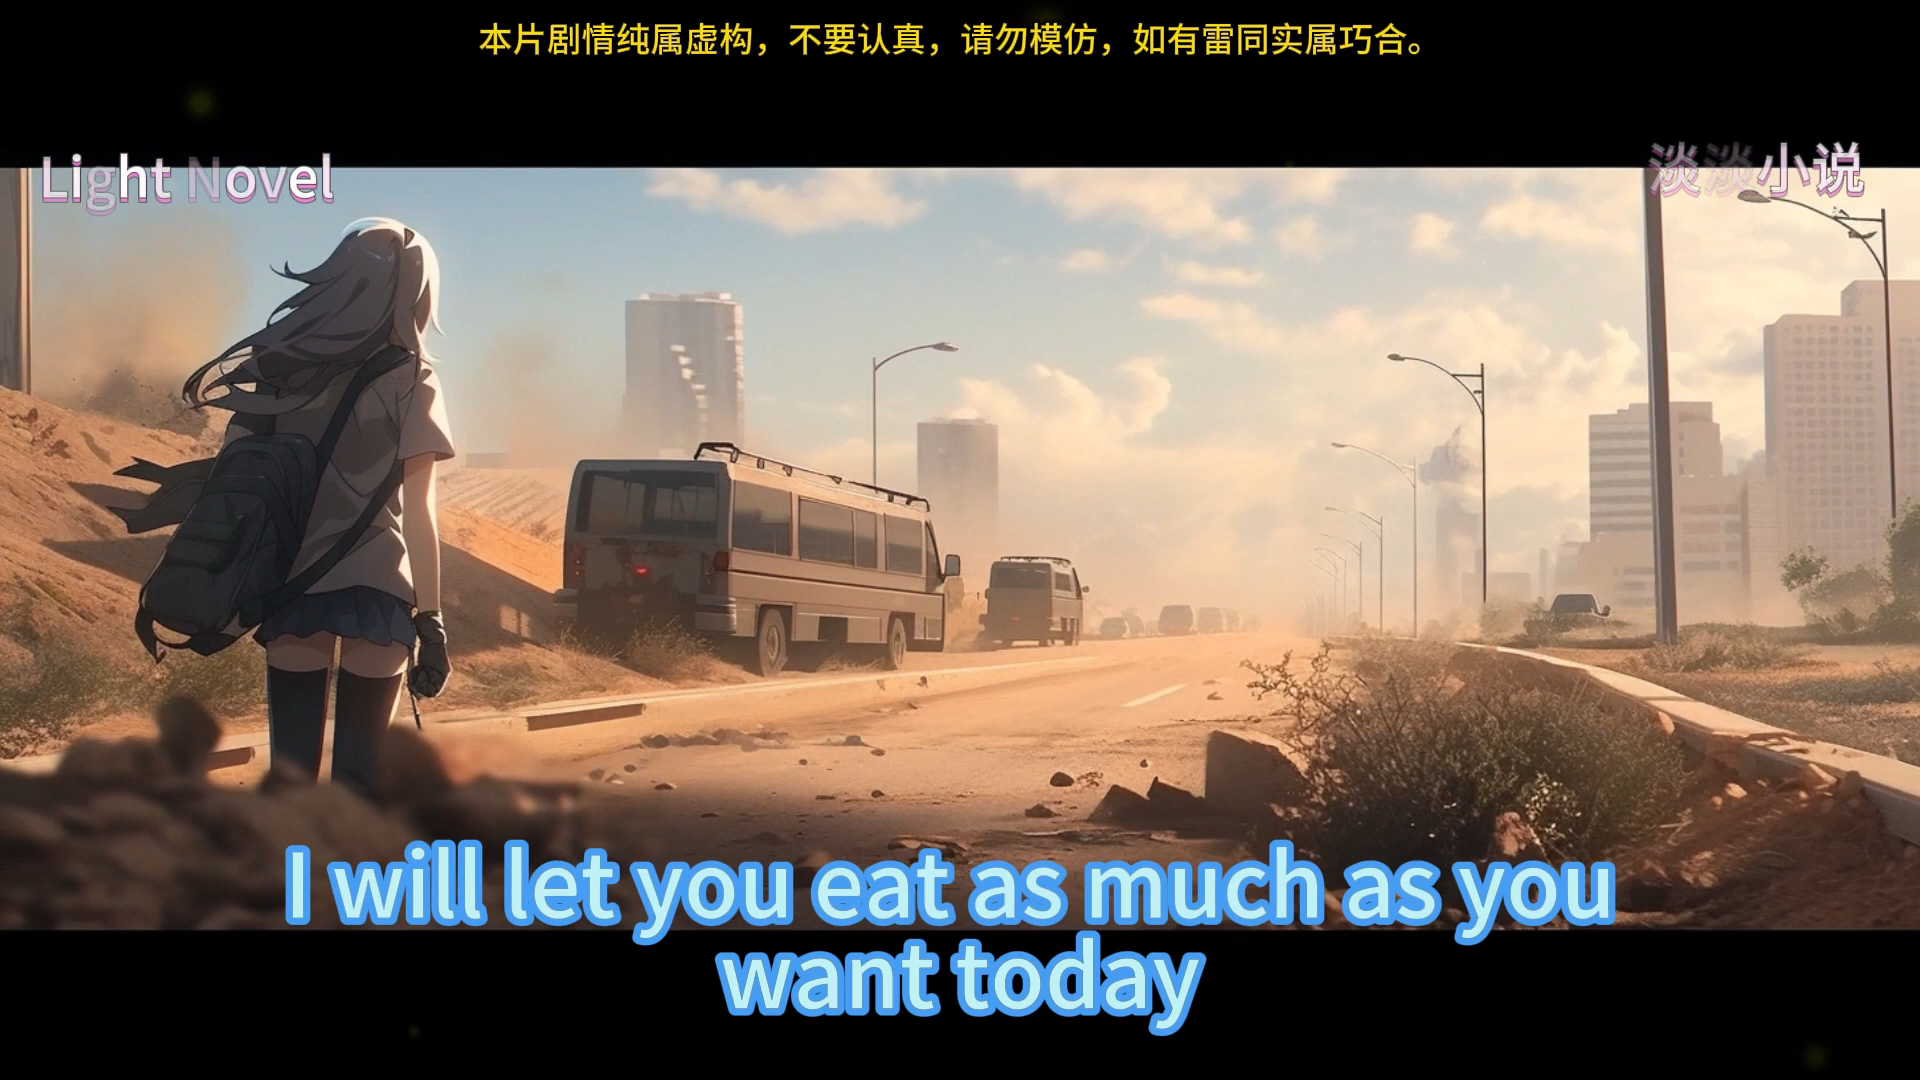 本片剧情纯属虚构，不要认真，请勿模仿，如有雷同实属巧合。
Light Novel
淡淡小说
I will let you eat as much as you
want today